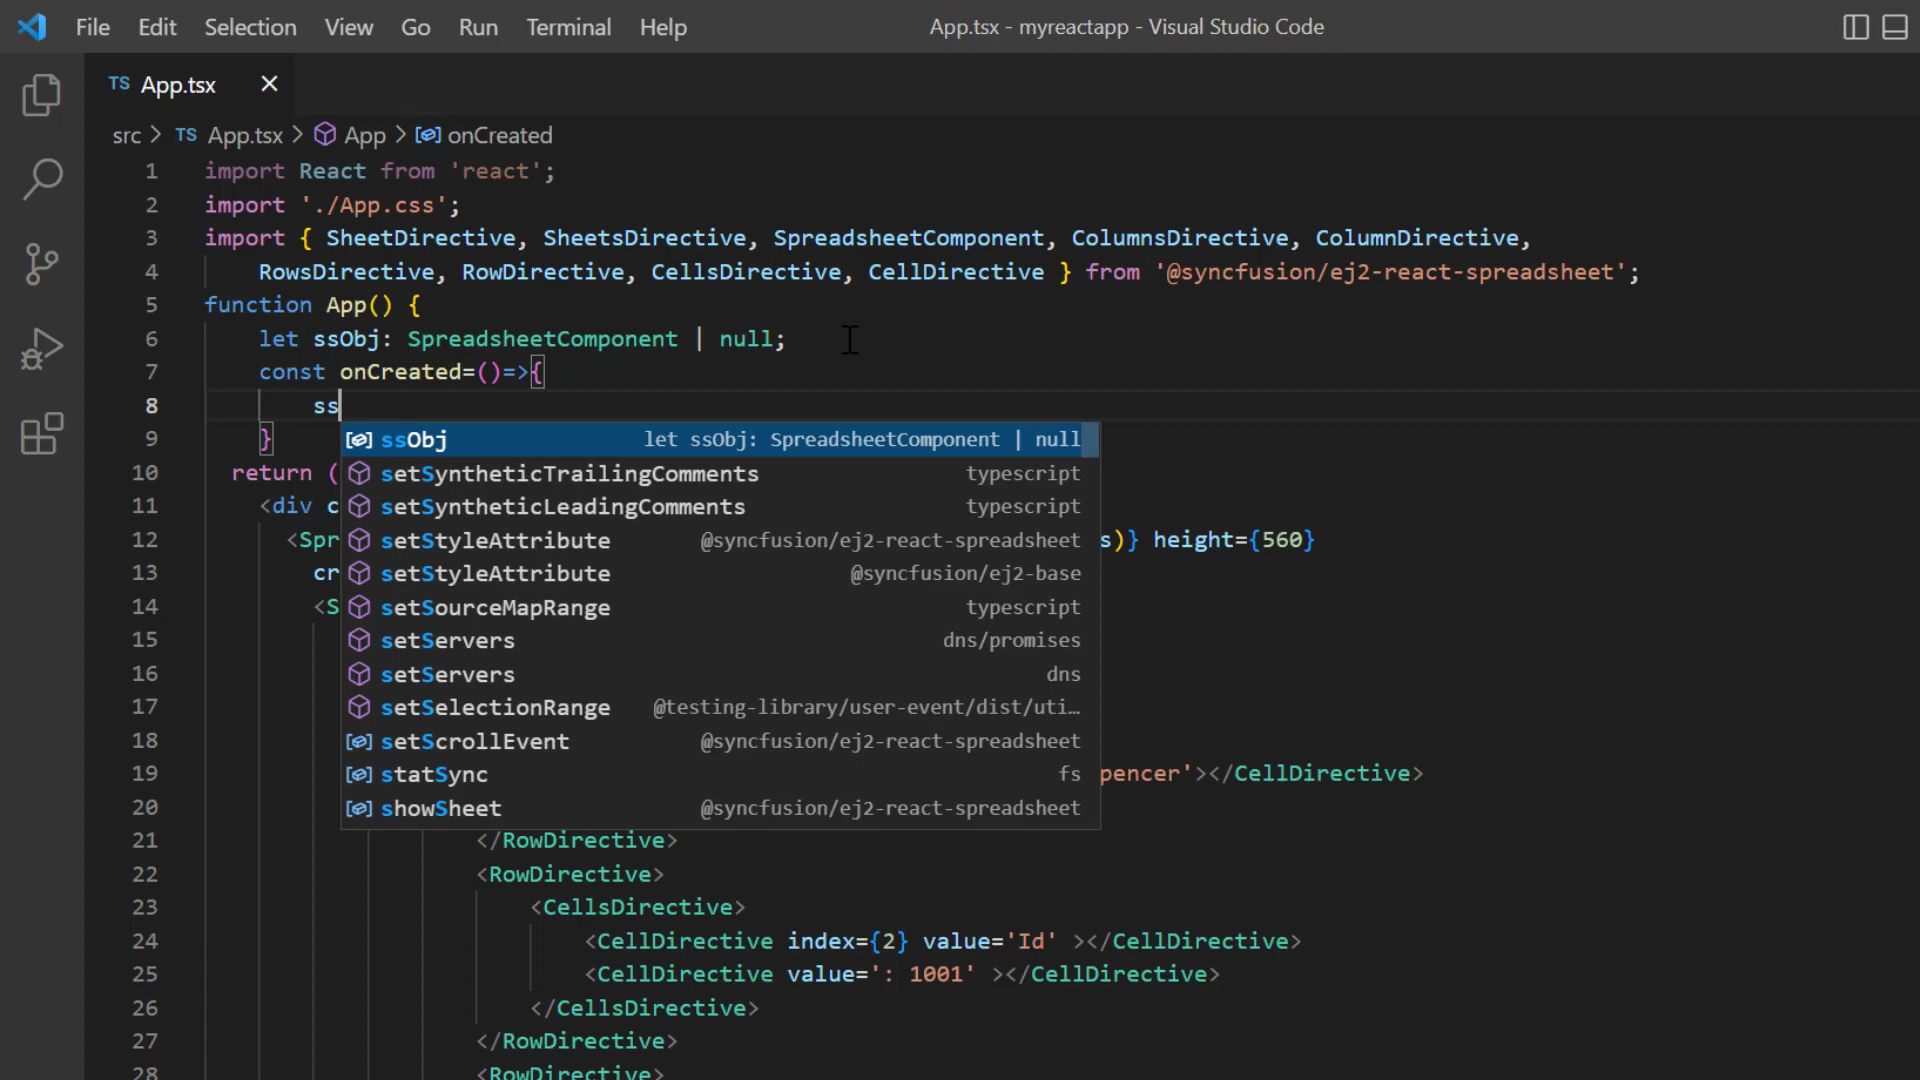 File Edit Selection View Go Run Terminal Help App.tsx - myreactapp - Visual Studio Code
TS App.tsx
src > TS App.tsx > App > onCreated
1 import React from 'react';
2 import './App.css';
3 import { SheetDirective, SheetsDirective, SpreadsheetComponent, ColumnsDirective, ColumnDirective,
4 RowsDirective, RowDirective, CellsDirective, CellDirective } from '@syncfusion/ej2-react-spreadsheet';
5 function App() {
6 let ssObj: SpreadsheetComponent | null;
7 const onCreated=()=>{
8 ss
9 } ssObj let ssObj: SpreadsheetComponent | null
10 return ( setSyntheticTrailingComments typescript
11 <div c setSyntheticLeadingComments typescript
12 <Spr setStyleAttribute @syncfusion/ej2-react-spreadsheet s)} height={560}
13 cr setStyleAttribute @syncfusion/ej2-base
14 <S setSourceMapRange typescript
15 setServers dns/promises
16 setServers dns
17 setSelectionRange @testing-library/user-event/dist/uti…
18 setScrollEvent @syncfusion/ej2-react-spreadsheet
19 statSync fs pencer'></CellDirective>
20 showSheet @syncfusion/ej2-react-spreadsheet
21 </RowDirective>
22 <RowDirective>
23 <CellsDirective>
24 <CellDirective index={2} value='Id' ></CellDirective>
25 <CellDirective value=': 1001' ></CellDirective>
26 </CellsDirective>
27 </RowDirective>
28 <RowDirective>